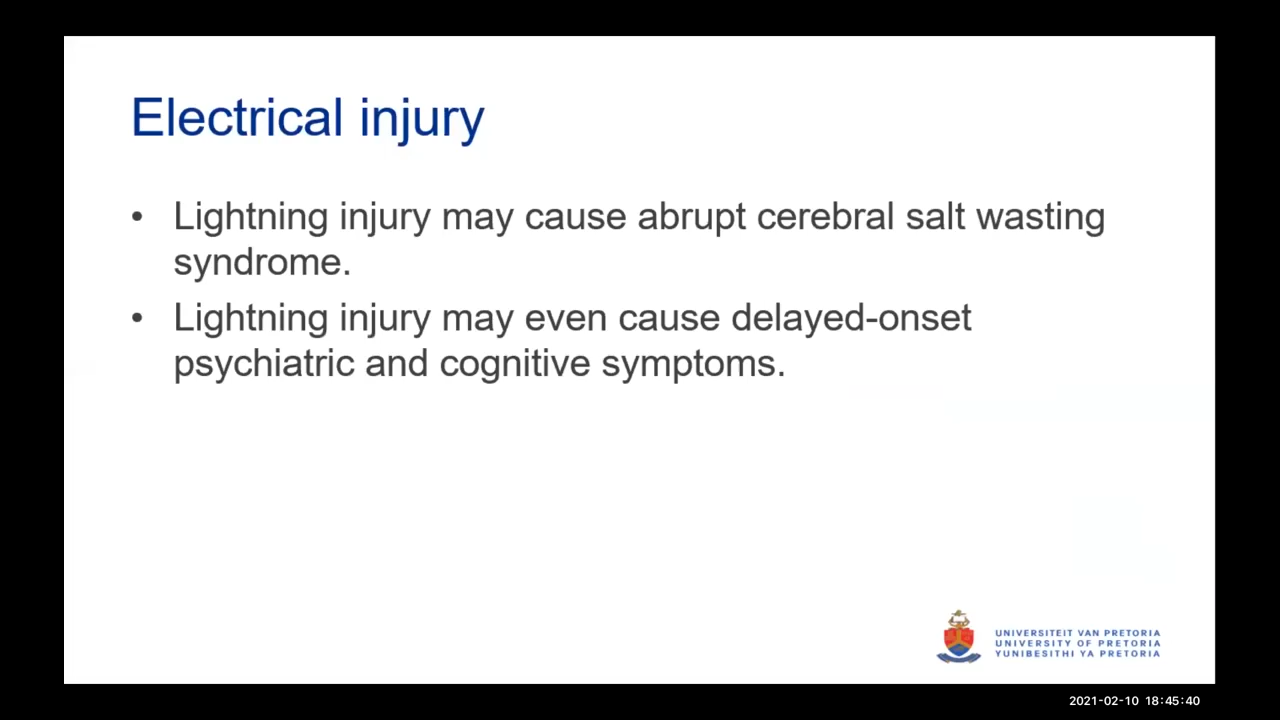 Electrical injury
• Lightning injury may cause abrupt cerebral salt wasting
syndrome.
• Lightning injury may even cause delayed-onset
psychiatric and cognitive symptoms.
UNIVERSITEIT VAN PRETORIA
UNIVERSITY OF PRETORIA
YUNIBESITHI YA PRETORIA
2021-02-10 18:45:40